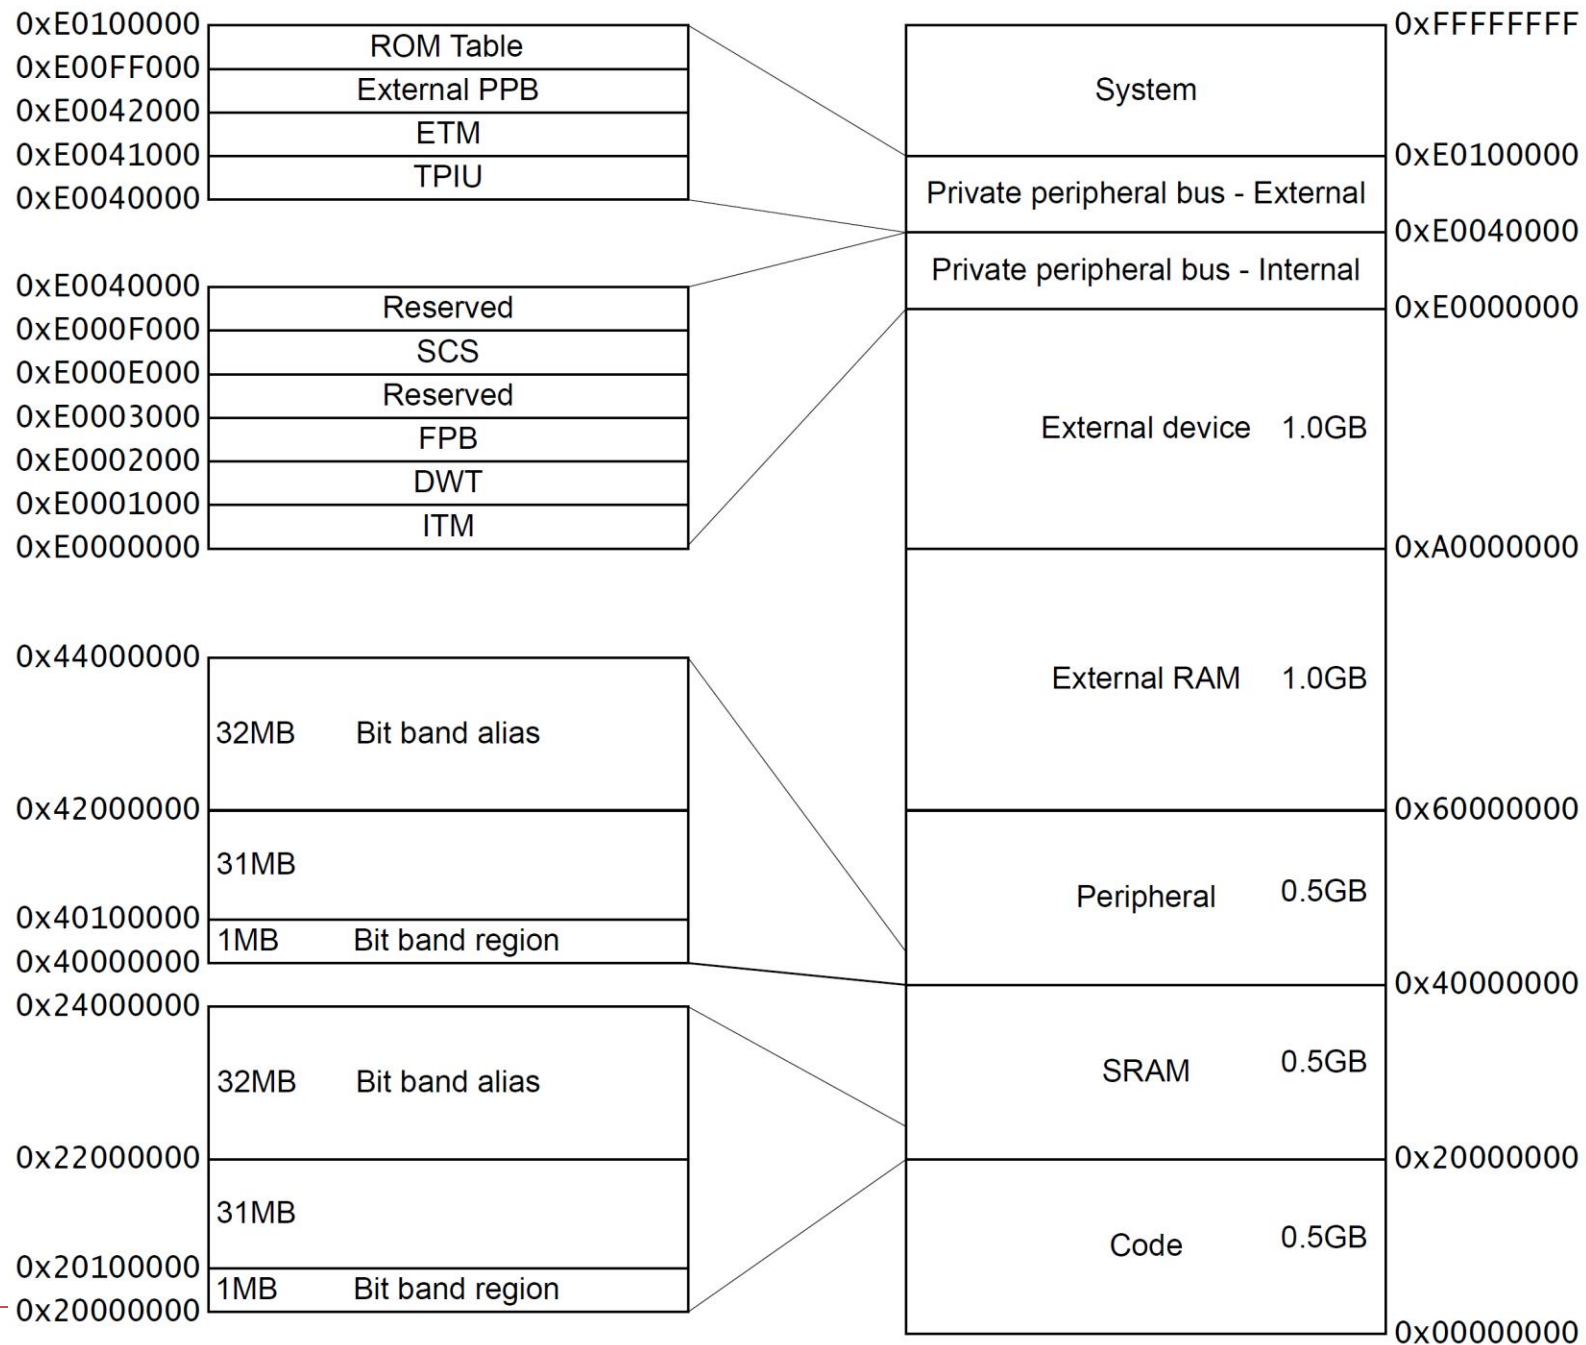 0xE0100000
ROM Table
0xE00FF000
External PPB
0xE0042000
ETM
0xE0041000
TPIU
0xE0040000
0xE0040000
Reserved
0xE000F000
SCS
0xE000E000
Reserved
0xE0003000
FPB
0xE0002000
DWT
0xE0001000
ITM
0xE0000000
0x44000000
32MB Bit band alias
0x42000000
31MB
0x40100000
1MB Bit band region
0x40000000
0x24000000
32MB Bit band alias
0x22000000
31MB
0x20100000
1MB Bit band region
0x20000000
0xFFFFFFFF
System
0xE0100000
Private peripheral bus - External
0xE0040000
Private peripheral bus - Internal
0xE0000000
External device 1.0GB
0xA0000000
External RAM 1.0GB
0x60000000
Peripheral 0.5GB
0x40000000
SRAM 0.5GB
0x20000000
Code 0.5GB
0x00000000